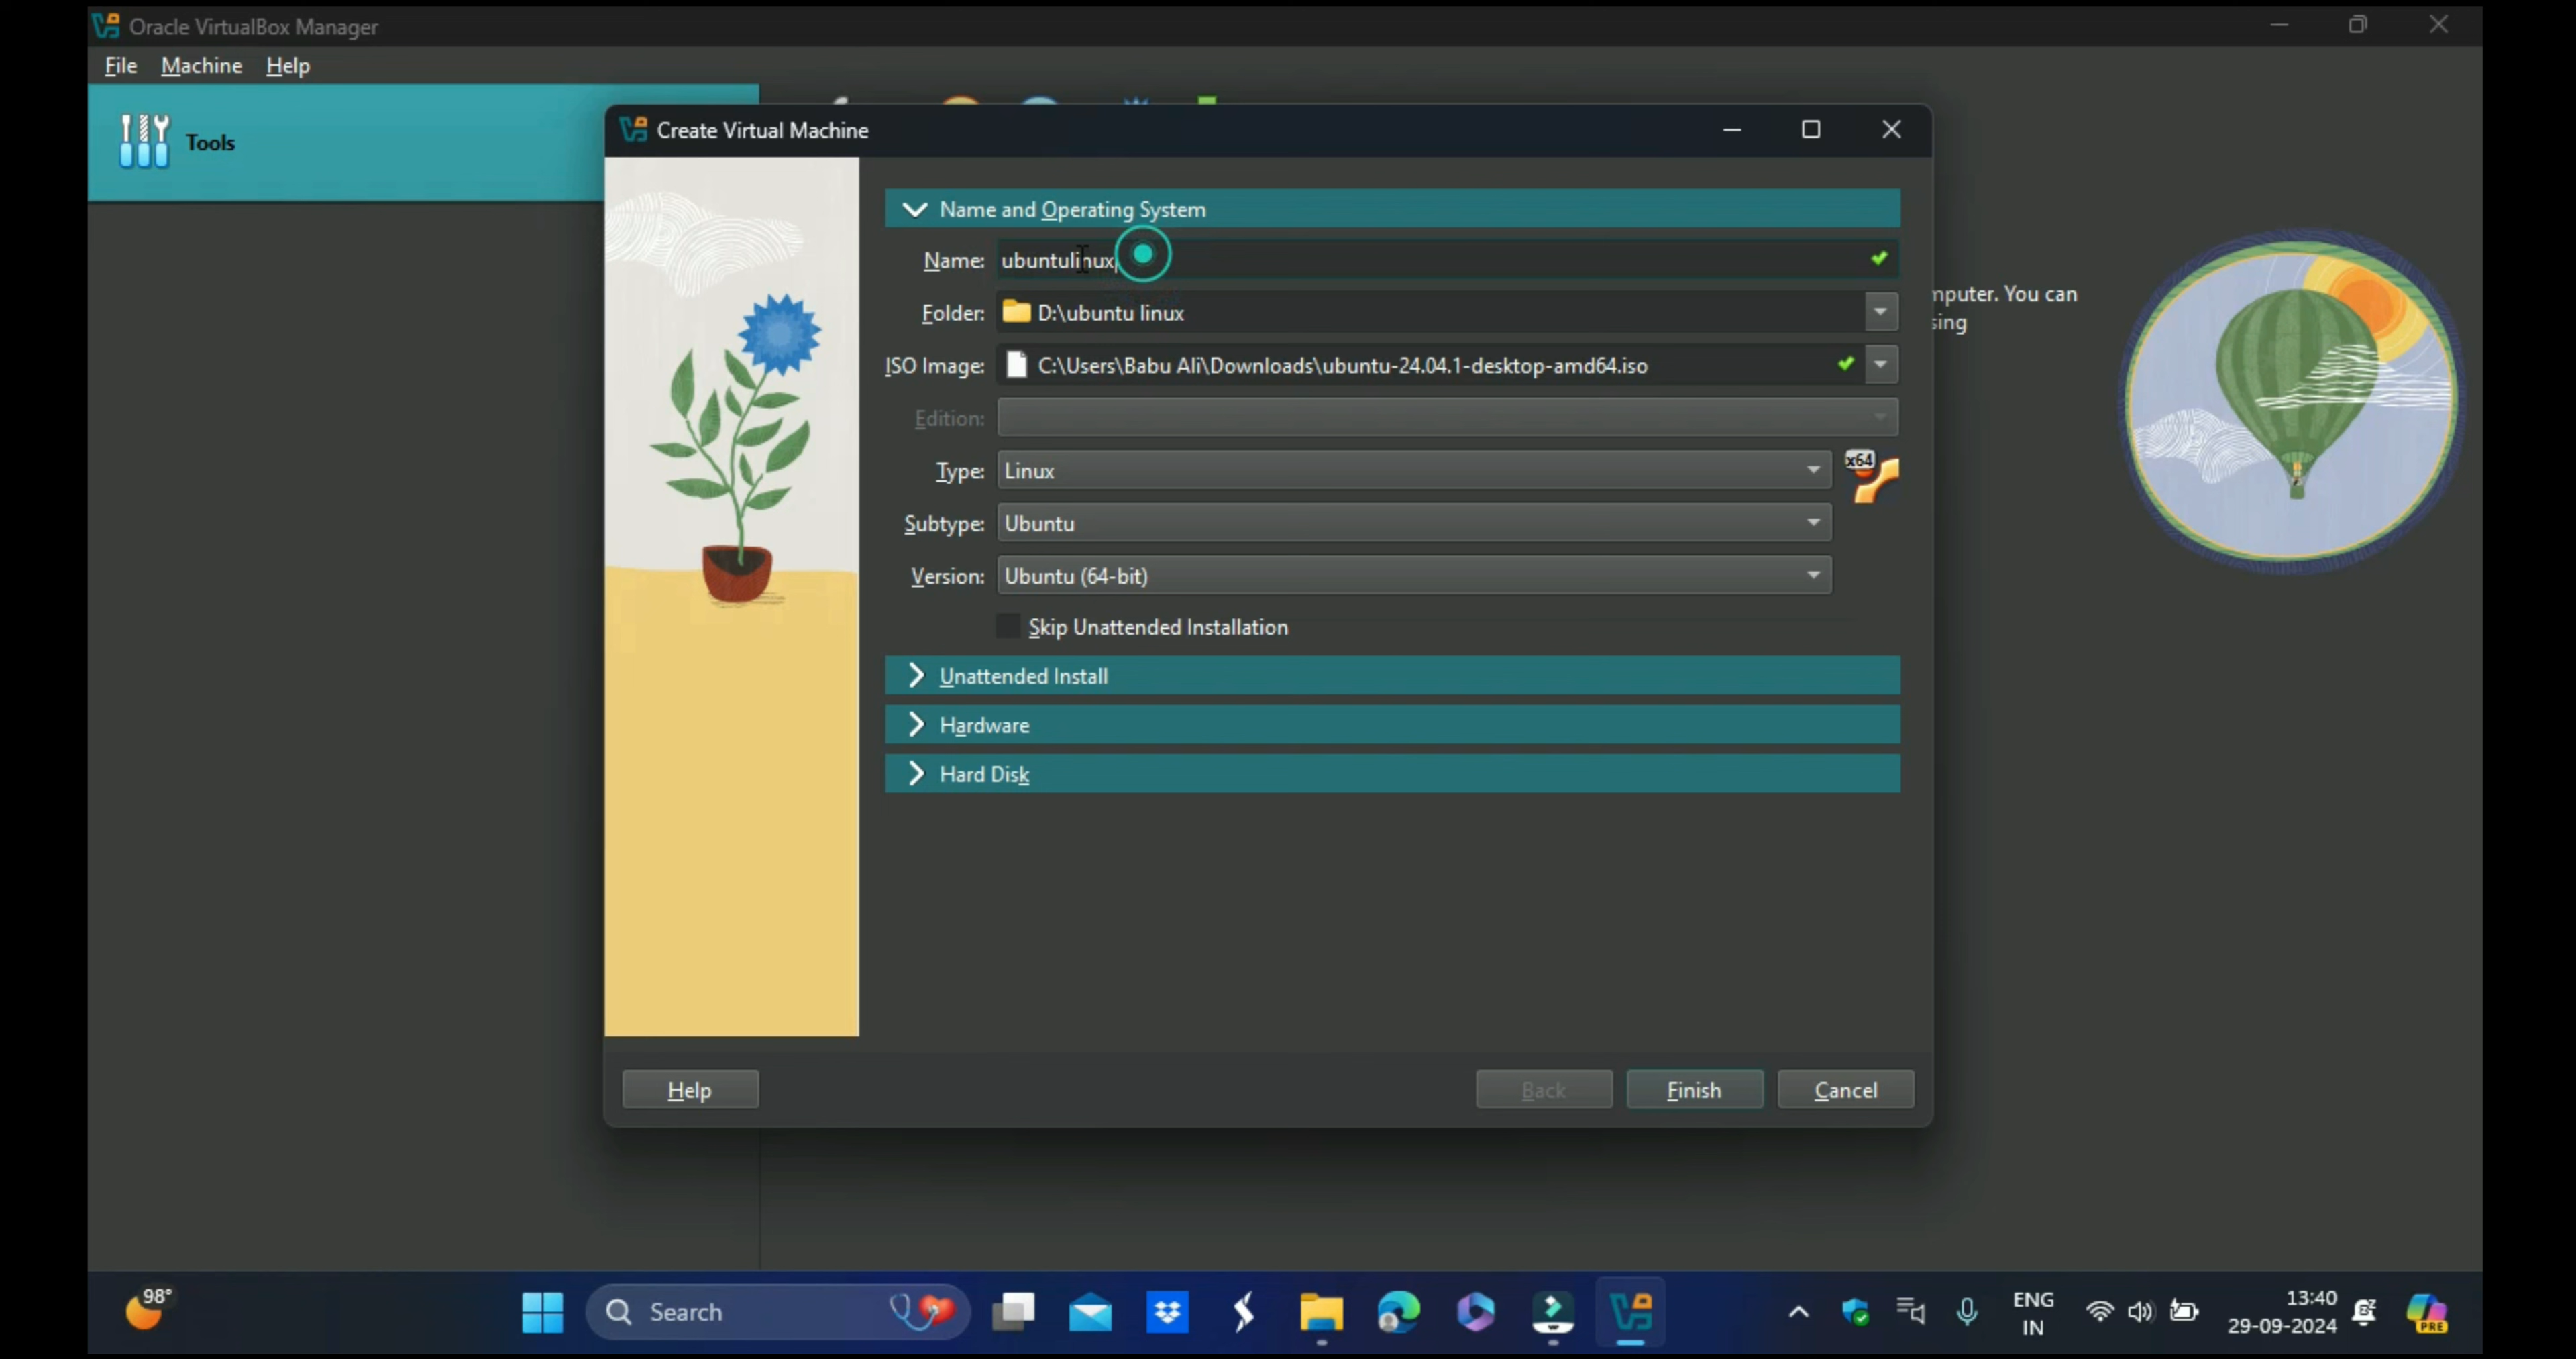 Oracle VirtualBox Manager
File Machine Help
Tools
Create Virtual Machine
Name and Operating System
Name: ubuntulinux
Folder: D:\ubuntu linux
ISO Image: C:\Users\Babu Ali\Downloads\ubuntu-24.04.1-desktop-amd64.iso
Edition:
Type: Linux
x64
Subtype: Ubuntu
Version: Ubuntu (64-bit)
Skip Unattended Installation
Unattended Install
Hardware
Hard Disk
Help Back Finish Cancel
mputer. You can
sing
98°
Search
ENG
IN
13:40
29-09-2024
PRE